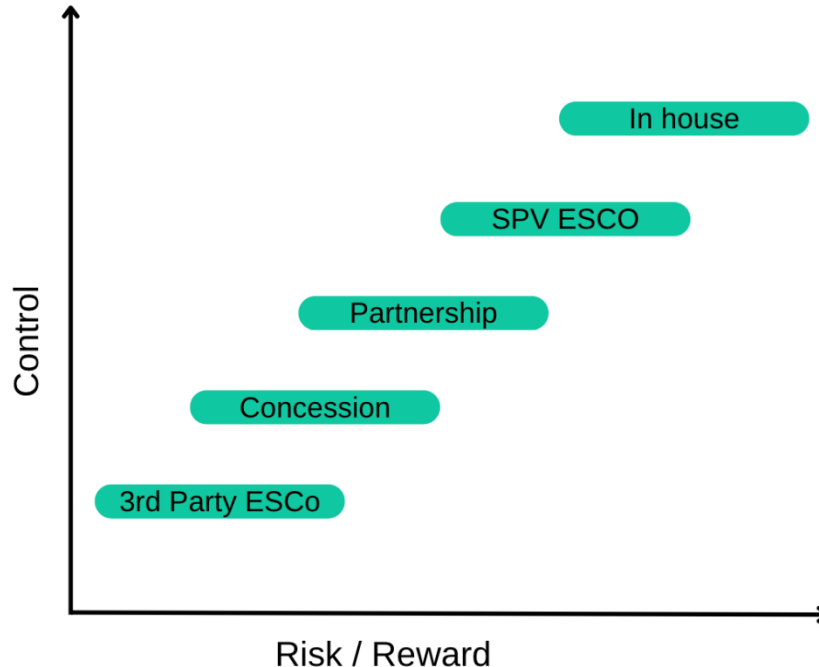 In house
SPV ESCO
Partnership
Control
Concession
3rd Party ESCo
Risk / Reward